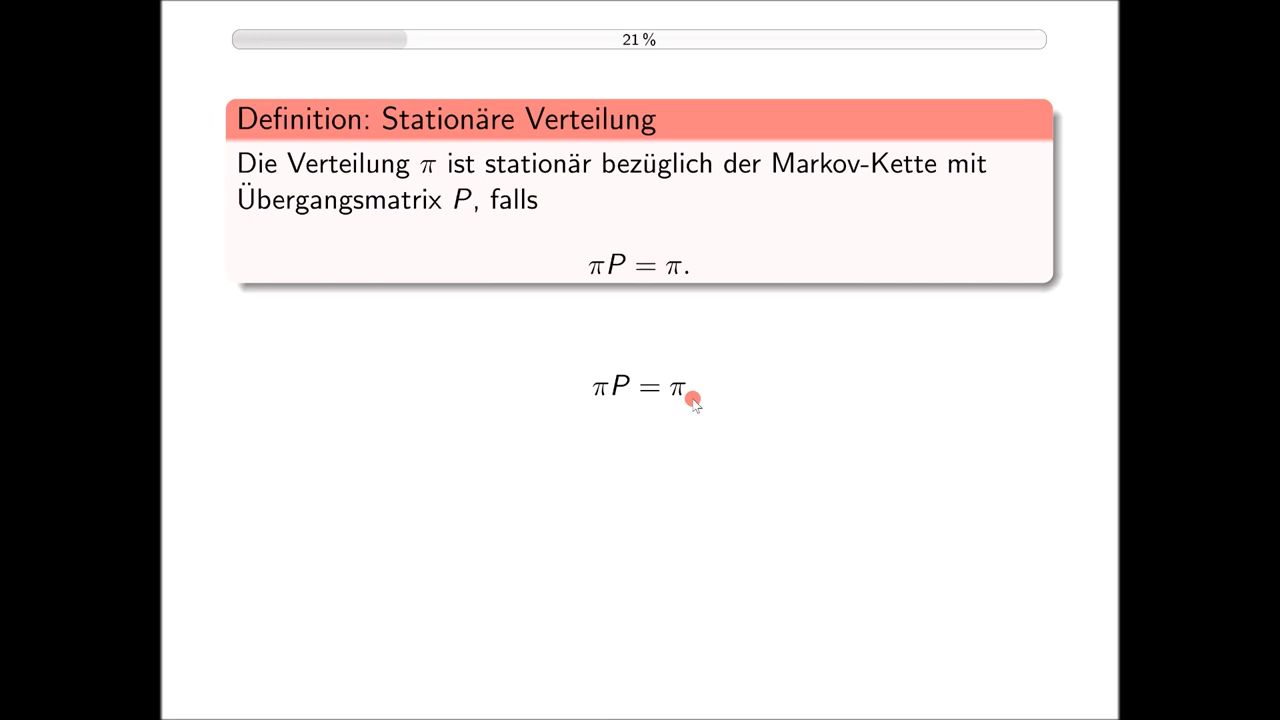 21 %
Definition: Stationäre Verteilung
Die Verteilung π ist stationär bezüglich der Markov-Kette mit
Übergangsmatrix P, falls
πP = π.
πP = π